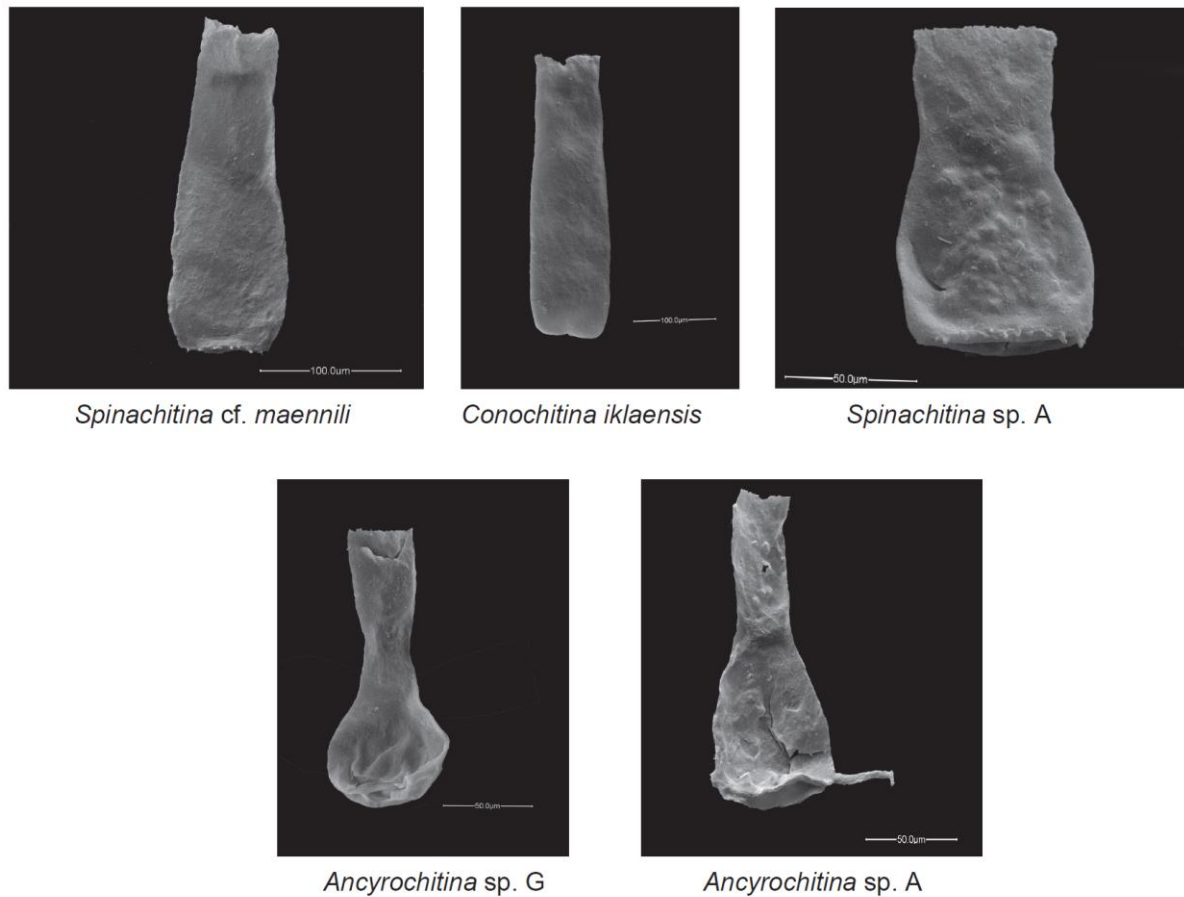 100.0µm
100.0µm
50.0µm
Spinachitina cf. maennili
Conochitina iklaensis
Spinachitina sp. A
50.0µm
50.0µm
Ancyrochitina sp. G
Ancyrochitina sp. A